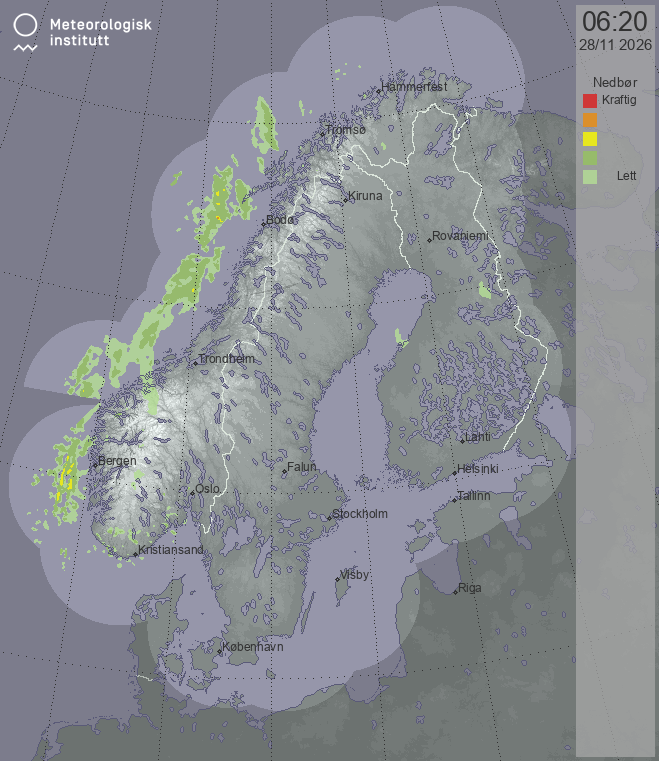 Meteorologisk
institutt
06:20
28/11 2026
Nedbør
Kraftig
Lett
Hammerfest
Tromsø
Kiruna
Bodø
Rovaniemi
Trondheim
Lahti
Bergen
Falun
Helsinki
Oslo
Tallinn
Stockholm
Kristiansand
Visby
Riga
København